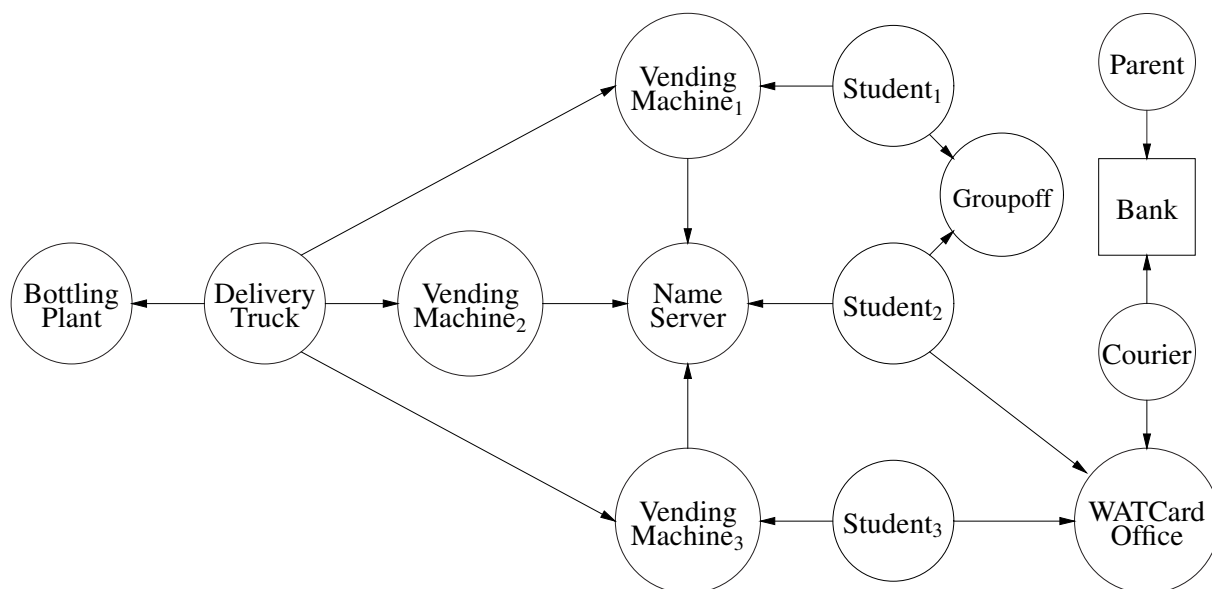 Vending
Machine₁
Student₁
Parent
Groupoff
Bank
Bottling
Plant
Delivery
Truck
Vending
Machine₂
Name
Server
Student₂
Courier
Vending
Machine₃
Student₃
WATCard
Office